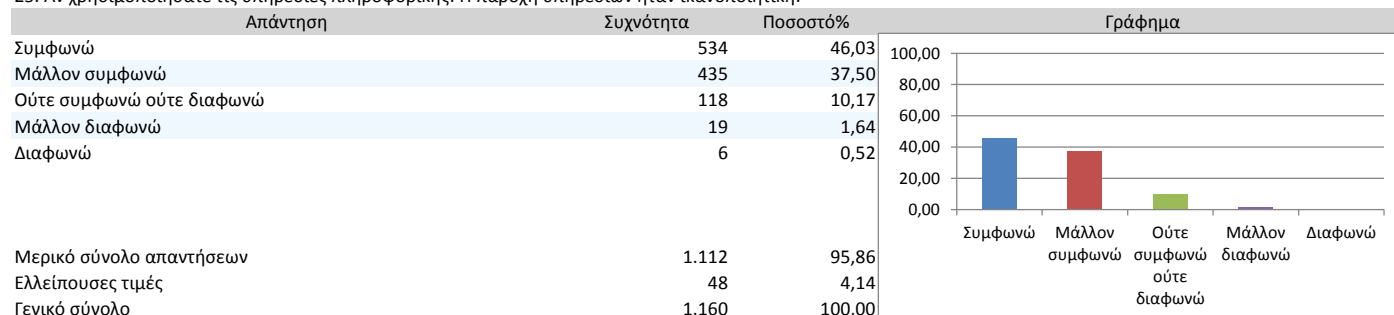 Απάντηση Συχνότητα Ποσοστό% Γράφημα
Συμφωνώ 534 46,03
Μάλλον συμφωνώ 435 37,50
Ούτε συμφωνώ ούτε διαφωνώ 118 10,17
Μάλλον διαφωνώ 19 1,64
Διαφωνώ 6 0,52
Μερικό σύνολο απαντήσεων 1.112 95,86
Ελλείπουσες τιμές 48 4,14
Γενικό σύνολο 1.160 100,00
100,00
80,00
60,00
40,00
20,00
0,00
Συμφωνώ Μάλλον Ούτε Μάλλον Διαφωνώ
συμφωνώ συμφωνώ διαφωνώ
ούτε
διαφωνώ